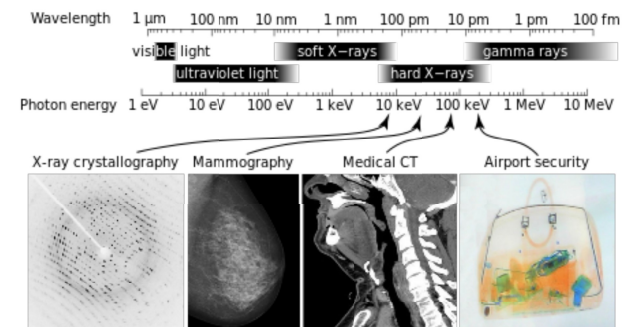 Wavelength 1 μm 100 nm 10 nm 1 nm 100 pm 10 pm 1 pm 100 fm
visible light soft X−rays gamma rays
ultraviolet light hard X−rays
Photon energy 1 eV 10 eV 100 eV 1 keV 10 keV 100 keV 1 MeV 10 MeV
X-ray crystallography Mammography Medical CT Airport security